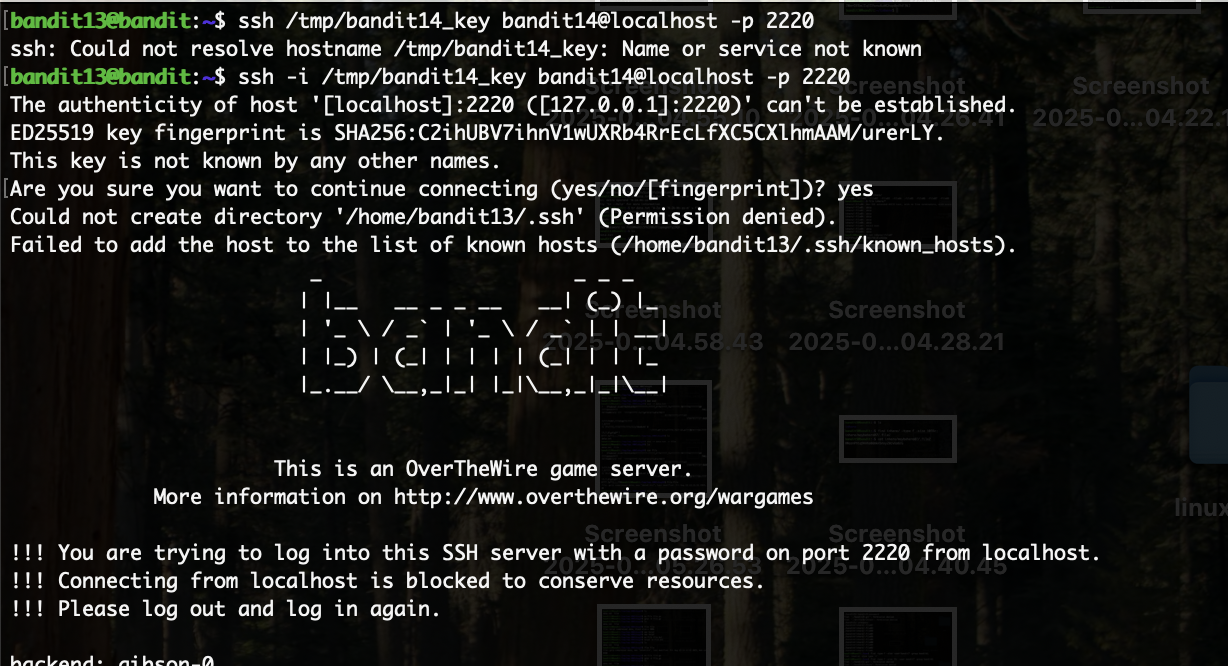 bandit13@bandit:~$ ssh /tmp/bandit14_key bandit14@localhost -p 2220
ssh: Could not resolve hostname /tmp/bandit14_key: Name or service not known
bandit13@bandit:~$ ssh -i /tmp/bandit14_key bandit14@localhost -p 2220
The authenticity of host '[localhost]:2220 ([127.0.0.1]:2220)' can't be established.
ED25519 key fingerprint is SHA256:C2ihUBV7ihnV1wUXRb4RrEcLfXC5CXlhmAAM/urerLY.
This key is not known by any other names.
Are you sure you want to continue connecting (yes/no/[fingerprint])? yes
Could not create directory '/home/bandit13/.ssh' (Permission denied).
Failed to add the host to the list of known hosts (/home/bandit13/.ssh/known_hosts).
bandit
This is an OverTheWire game server.
More information on http://www.overthewire.org/wargames
!!! You are trying to log into this SSH server with a password on port 2220 from localhost.
!!! Connecting from localhost is blocked to conserve resources.
!!! Please log out and log in again.
backend: gibson-0
Screenshot
Screenshot
2025-0...04.26.41
2025-0...04.22.
Screenshot
Screenshot
04.58.43
2025-0...04.28.21
Screenshot
Screenshot
2025-0...05.26.53
2025-0...04.40.45
linux